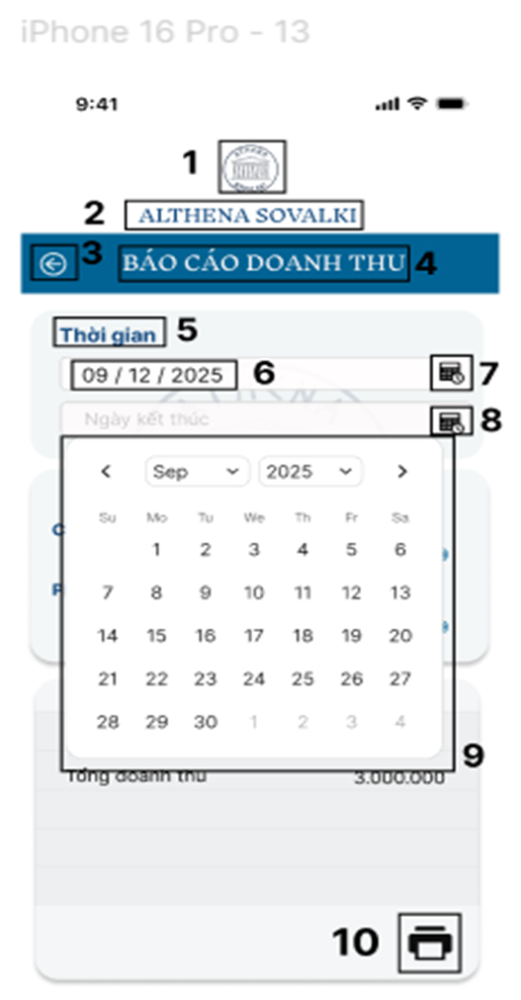 iPhone 16 Pro - 13
9:41
1
2 ALTHENA SOVALKI
3 BÁO CÁO DOANH THU 4
Thời gian 5
09 / 12 / 2025 6 7
Ngày kết thúc 8
Sep 2025
Su Mo Tu We Th Fr Sa
1 2 3 4 5 6
7 8 9 10 11 12 13
14 15 16 17 18 19 20
21 22 23 24 25 26 27
28 29 30 1 2 3 4
9
Tổng doanh thu 3.000.000
10